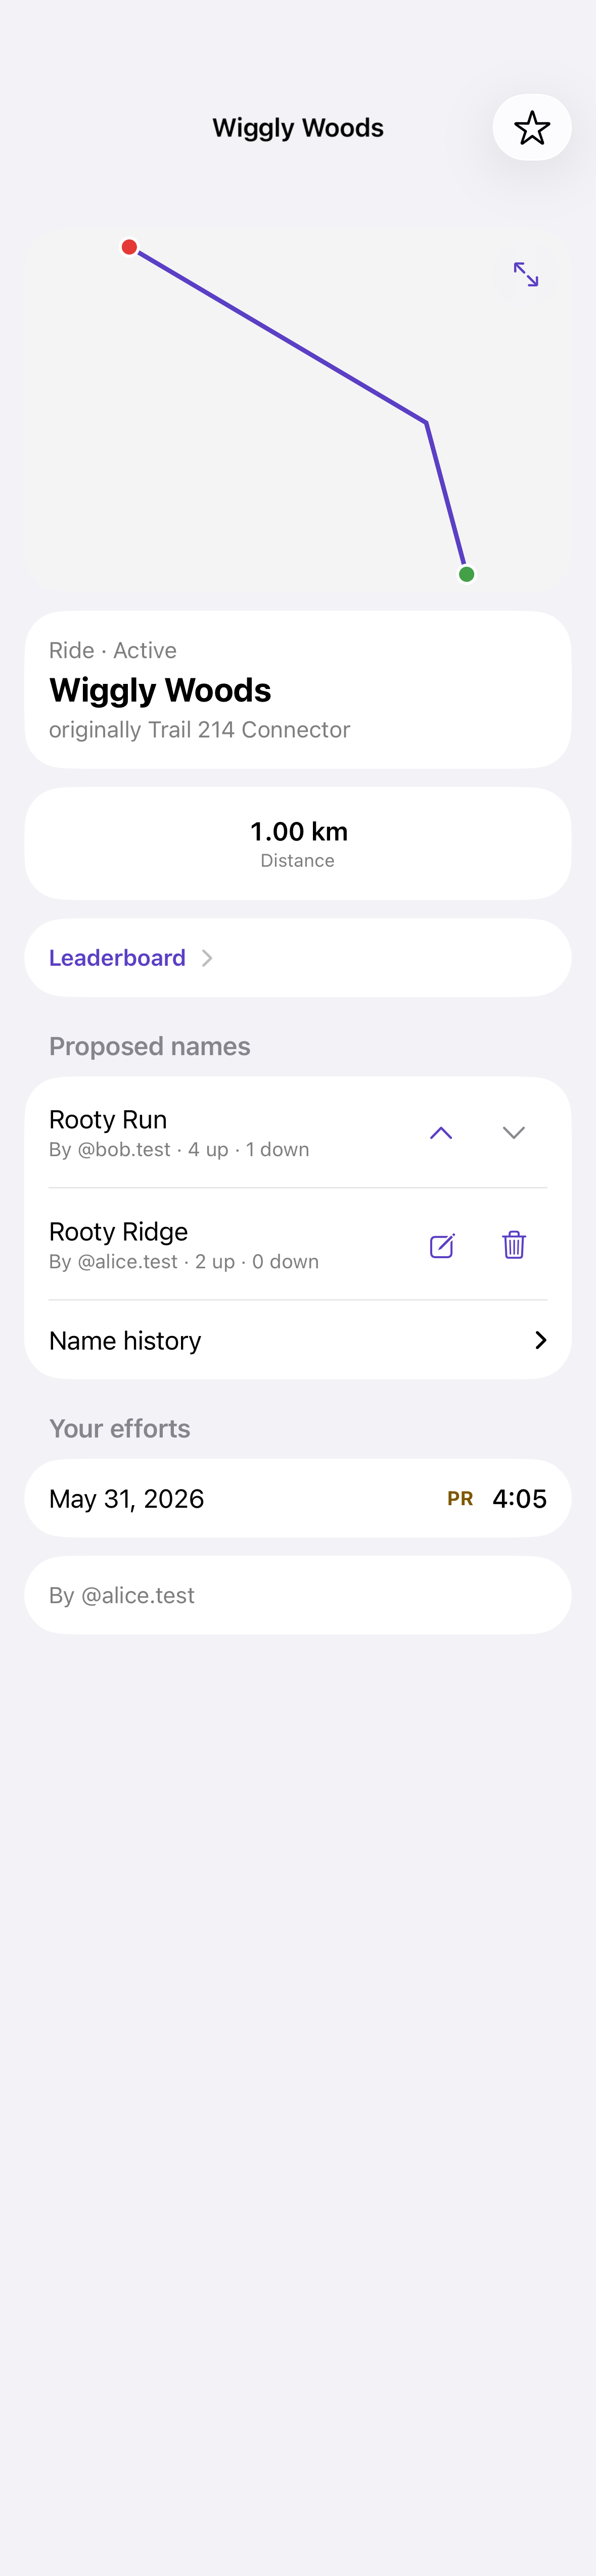 Wiggly Woods
Ride · Active
Wiggly Woods
originally Trail 214 Connector
1.00 km
Distance
Leaderboard
Proposed names
Rooty Run
By @bob.test · 4 up · 1 down
Rooty Ridge
By @alice.test · 2 up · 0 down
Name history
Your efforts
May 31, 2026 PR 4:05
By @alice.test